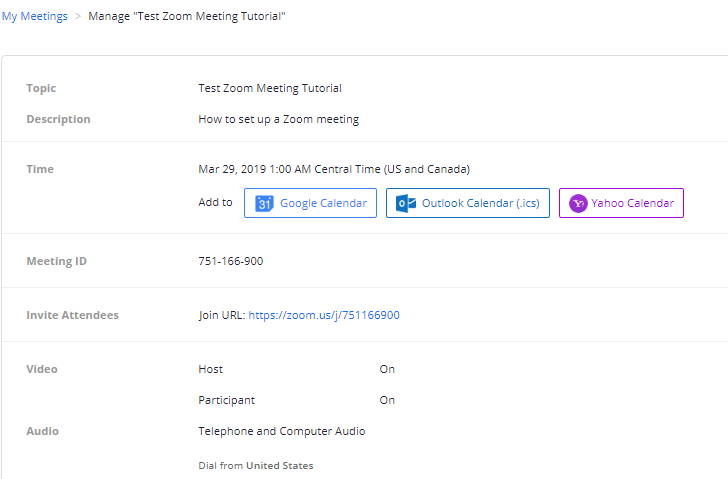 My Meetings > Manage "Test Zoom Meeting Tutorial"
Topic Test Zoom Meeting Tutorial
Description How to set up a Zoom meeting
Time Mar 29, 2019 1:00 AM Central Time (US and Canada)
Add to 31 Google Calendar Outlook Calendar (.ics) Yahoo Calendar
Meeting ID 751-166-900
Invite Attendees Join URL: https://zoom.us/j/751166900
Video Host On
Participant On
Audio Telephone and Computer Audio
Dial from United States